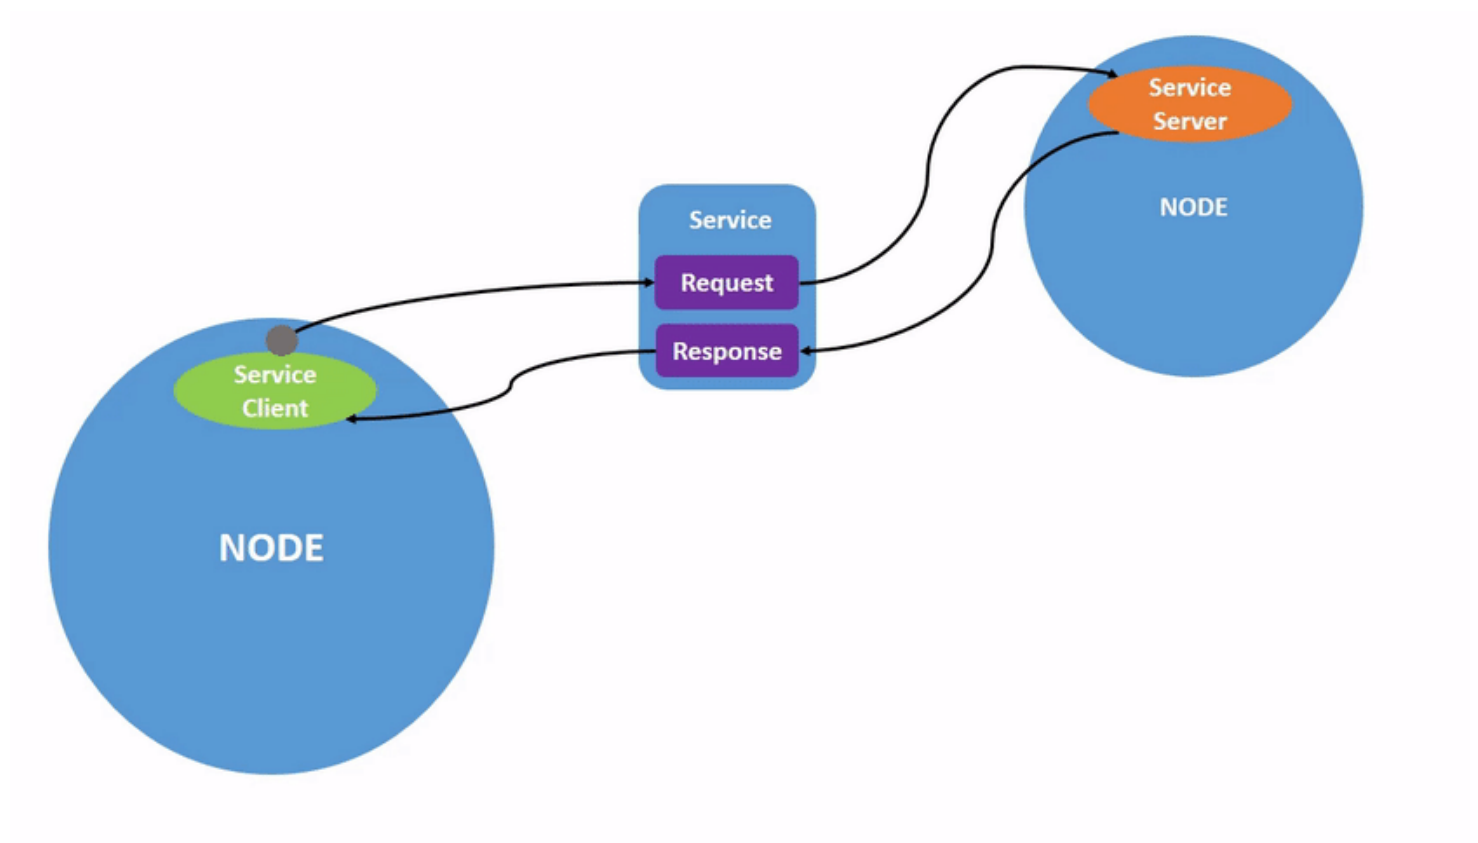 Service
Server
NODE
Service
Request
Response
Service
Client
NODE